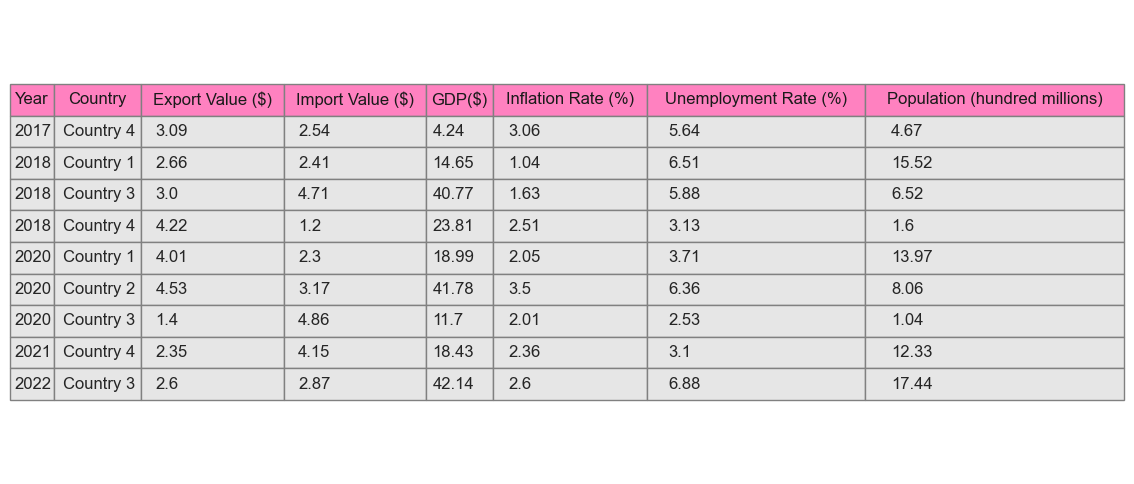 Year Country Export Value ($) Import Value ($) GDP($) Inflation Rate (%) Unemployment Rate (%) Population (hundred millions)
2017 Country 4 3.09 2.54 4.24 3.06 5.64 4.67
2018 Country 1 2.66 2.41 14.65 1.04 6.51 15.52
2018 Country 3 3.0 4.71 40.77 1.63 5.88 6.52
2018 Country 4 4.22 1.2 23.81 2.51 3.13 1.6
2020 Country 1 4.01 2.3 18.99 2.05 3.71 13.97
2020 Country 2 4.53 3.17 41.78 3.5 6.36 8.06
2020 Country 3 1.4 4.86 11.7 2.01 2.53 1.04
2021 Country 4 2.35 4.15 18.43 2.36 3.1 12.33
2022 Country 3 2.6 2.87 42.14 2.6 6.88 17.44